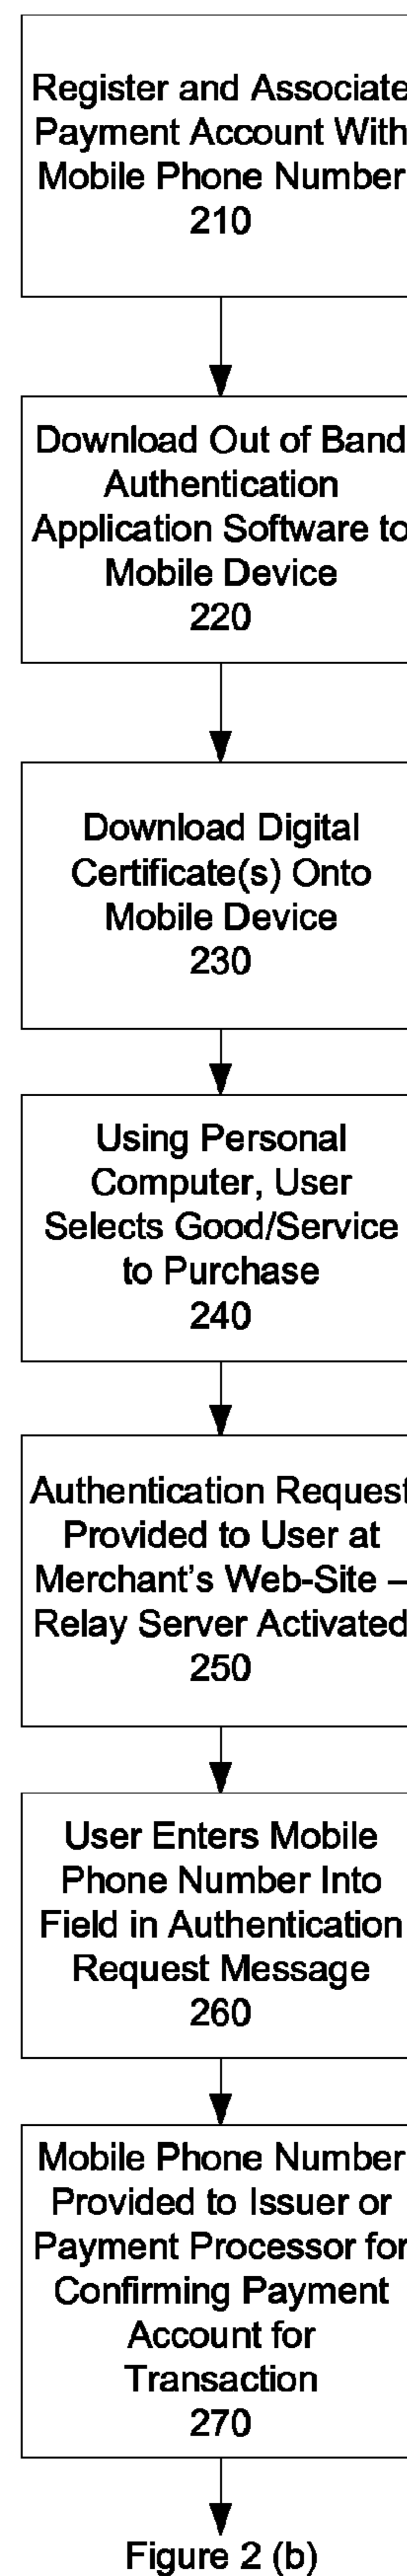 Register and Associate
Payment Account With
Mobile Phone Number
210
Download Out of Band
Authentication
Application Software to
Mobile Device
220
Download Digital
Certificate(s) Onto
Mobile Device
230
Using Personal
Computer, User
Selects Good/Service
to Purchase
240
Authentication Request
Provided to User at
Merchant's Web-Site –
Relay Server Activated
250
User Enters Mobile
Phone Number Into
Field in Authentication
Request Message
260
Mobile Phone Number
Provided to Issuer or
Payment Processor for
Confirming Payment
Account for
Transaction
270
Figure 2 (b)